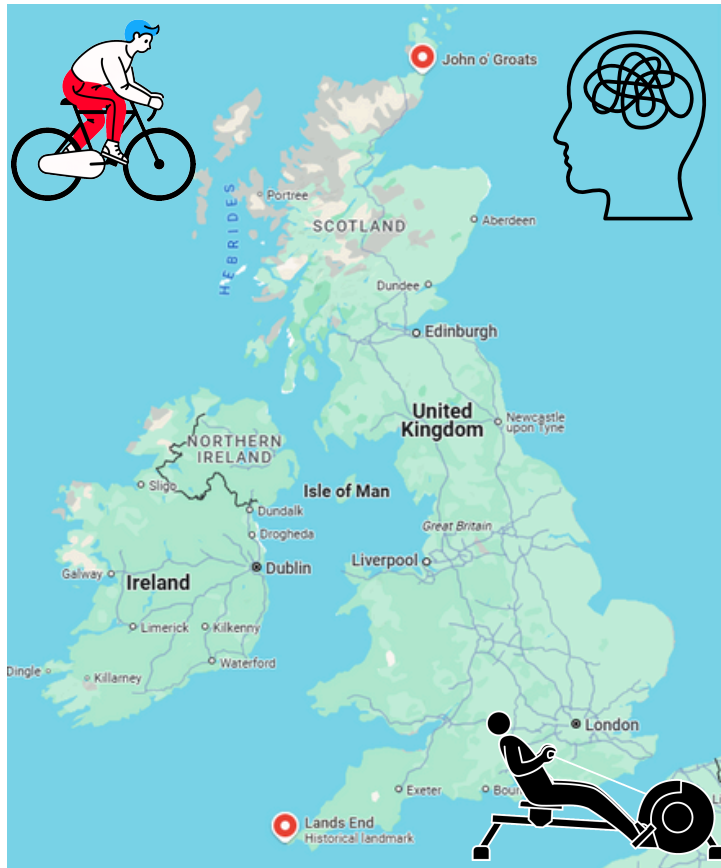 John o' Groats
Portree
HEBRIDES
SCOTLAND
Aberdeen
Dundee
Edinburgh
United
Kingdom
Newcastle
upon Tyne
NORTHERN
IRELAND
Sligo
Isle of Man
Dundalk
Great Britain
Drogheda
Liverpool
Dublin
Galway
Ireland
Limerick
Kilkenny
Waterford
Dingle
Killarney
London
Exeter
Bour
Lands End
Historical landmark